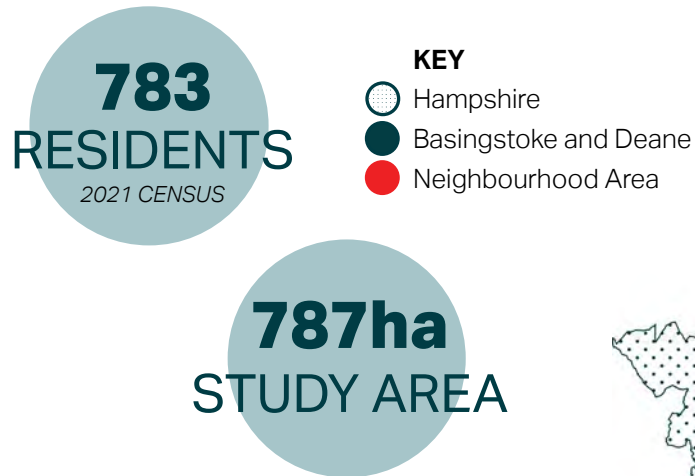 783
RESIDENTS
2021 CENSUS
KEY
Hampshire
Basingstoke and Deane
Neighbourhood Area
787ha
STUDY AREA